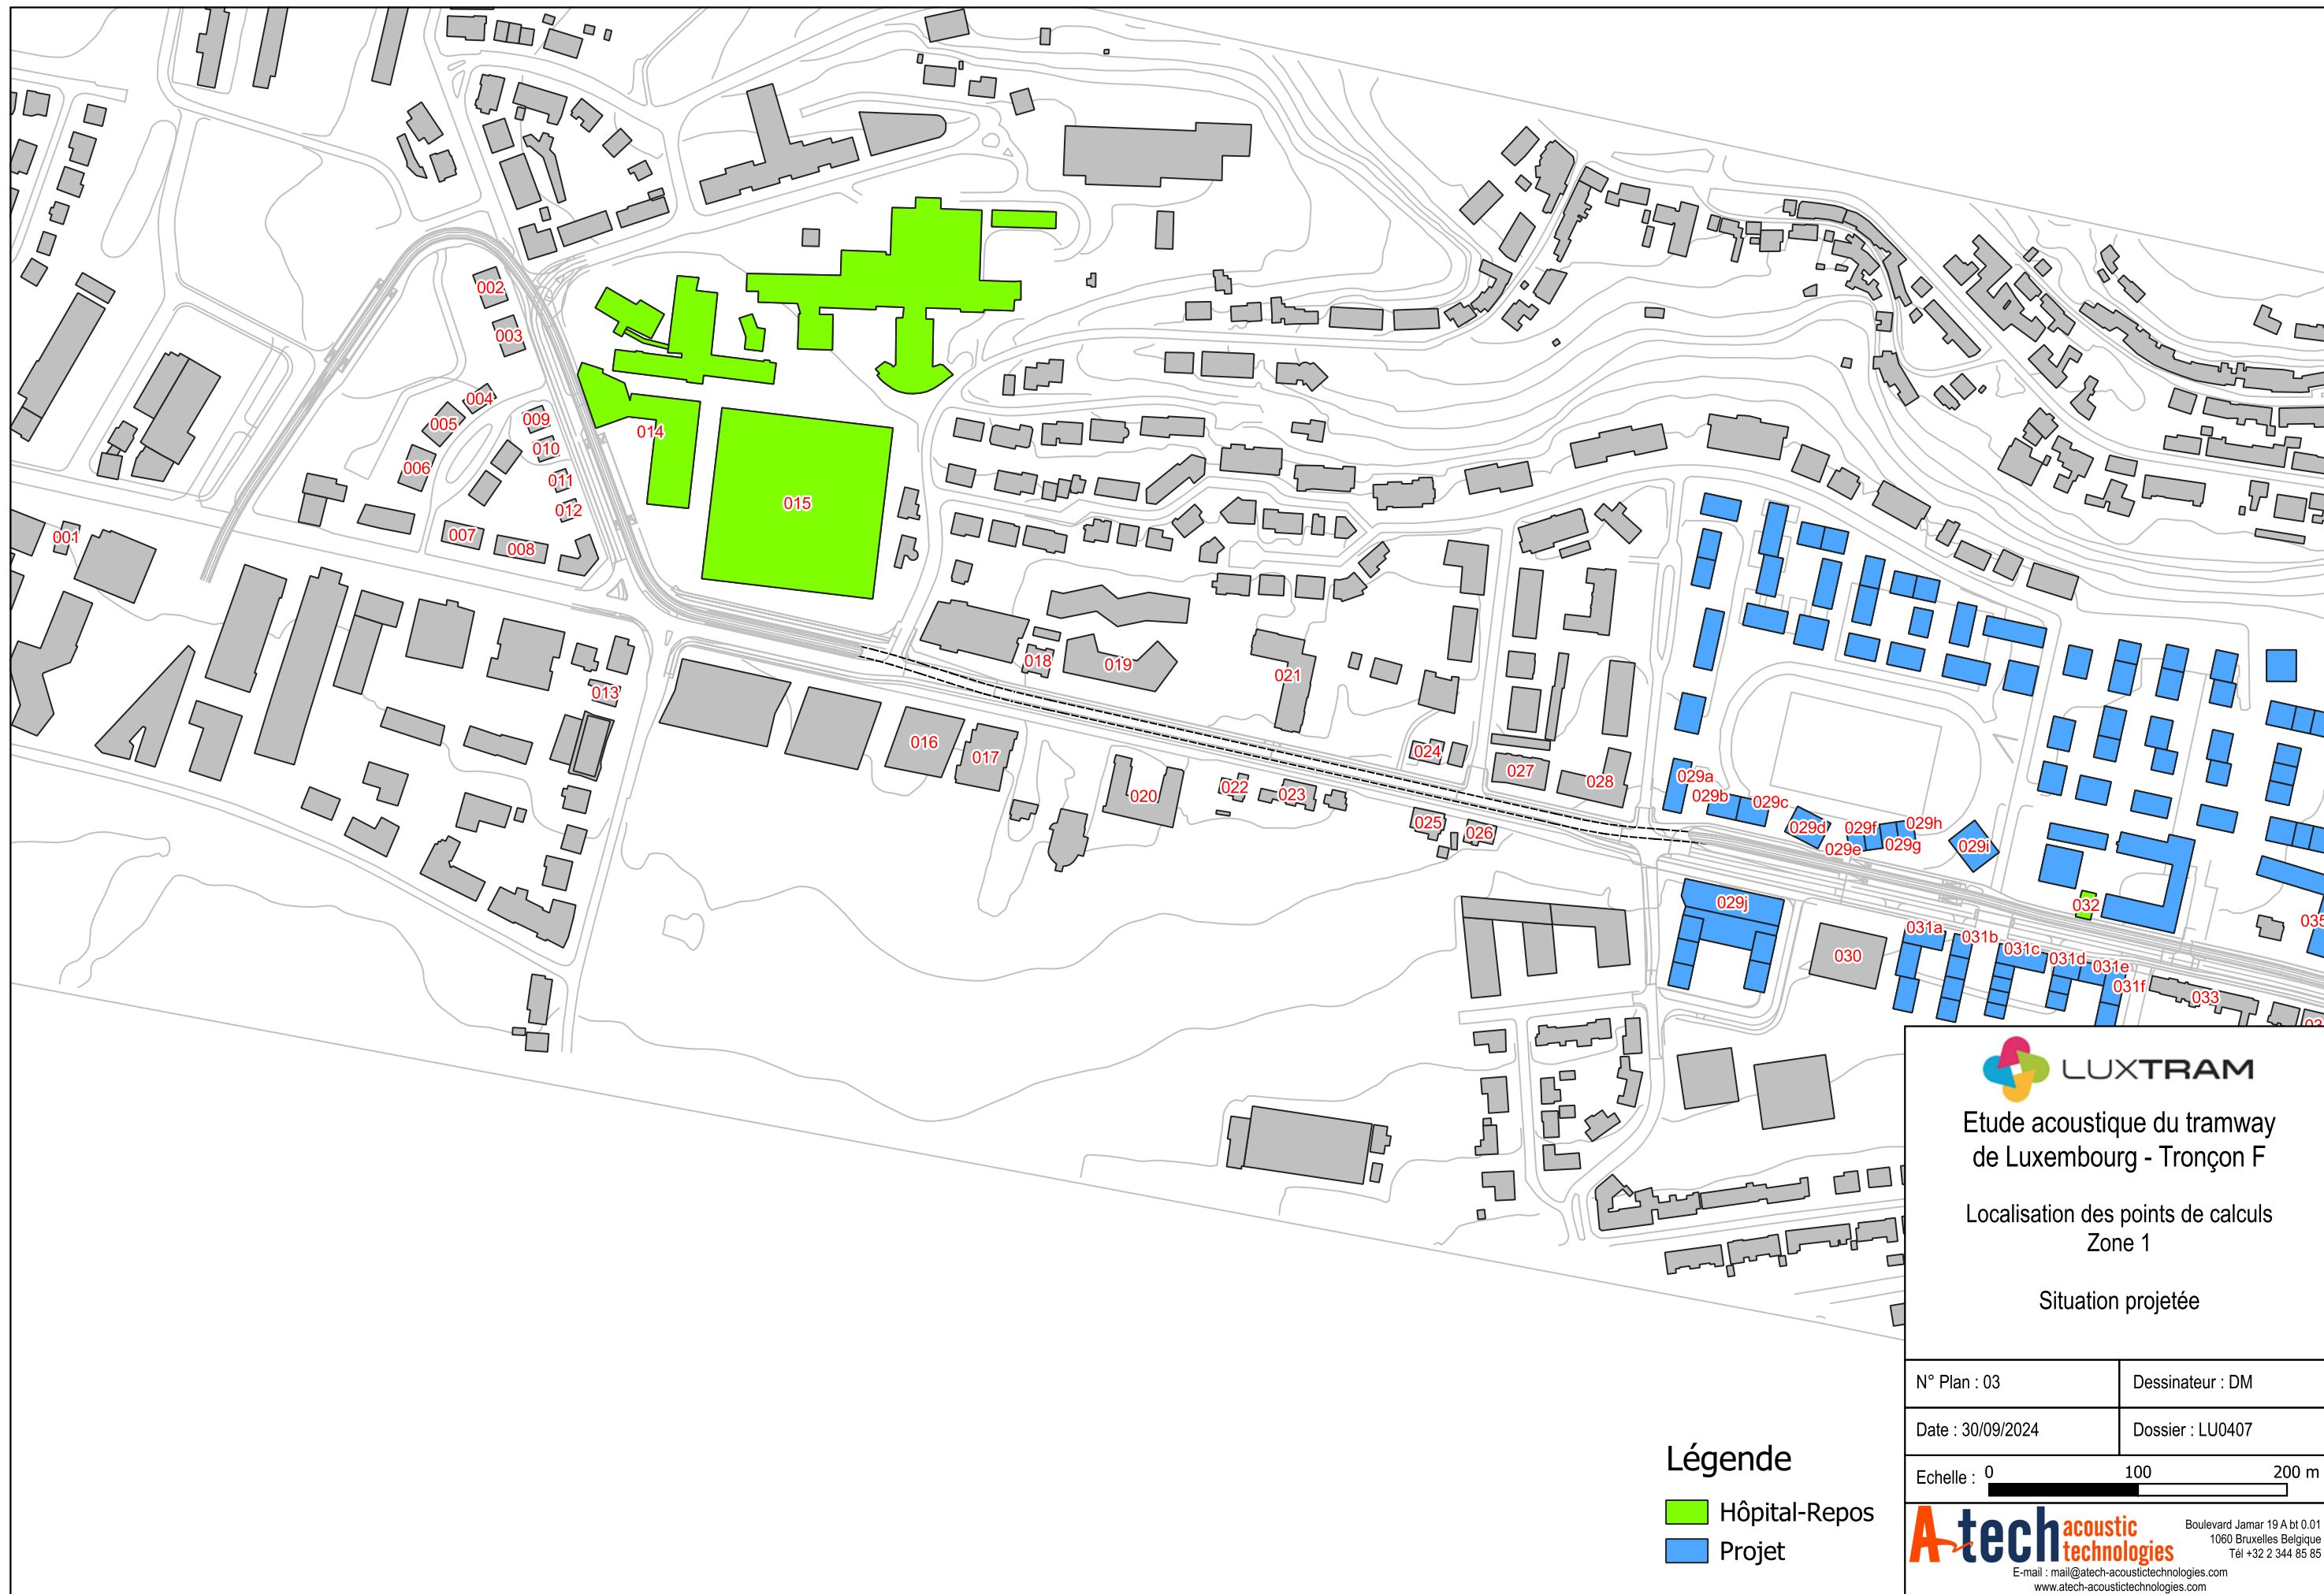 002
003
004
005
009
014
010
006
011
015
012
001
007
008
013
018
019
021
016
017
024
027
028
020
022
023
025
026
029a
029b
029c
029d
029f
029h
029e
029g
029i
029j
032
030
031a
031b
031c
031d
031e
031f
033
035
LUXTRAM
Etude acoustique du tramway
de Luxembourg - Tronçon F
Localisation des points de calculs
Zone 1
Situation projetée
N° Plan : 03
Dessinateur : DM
Date : 30/09/2024
Dossier : LU0407
Echelle : 0 100 200 m
Légende
Hôpital-Repos
Projet
A-tech acoustic
technologies
Boulevard Jamar 19 A bt 0.01
1060 Bruxelles Belgique
Tél +32 2 344 85 85
E-mail : mail@atech-acoustictechnologies.com
www.atech-acoustictechnologies.com